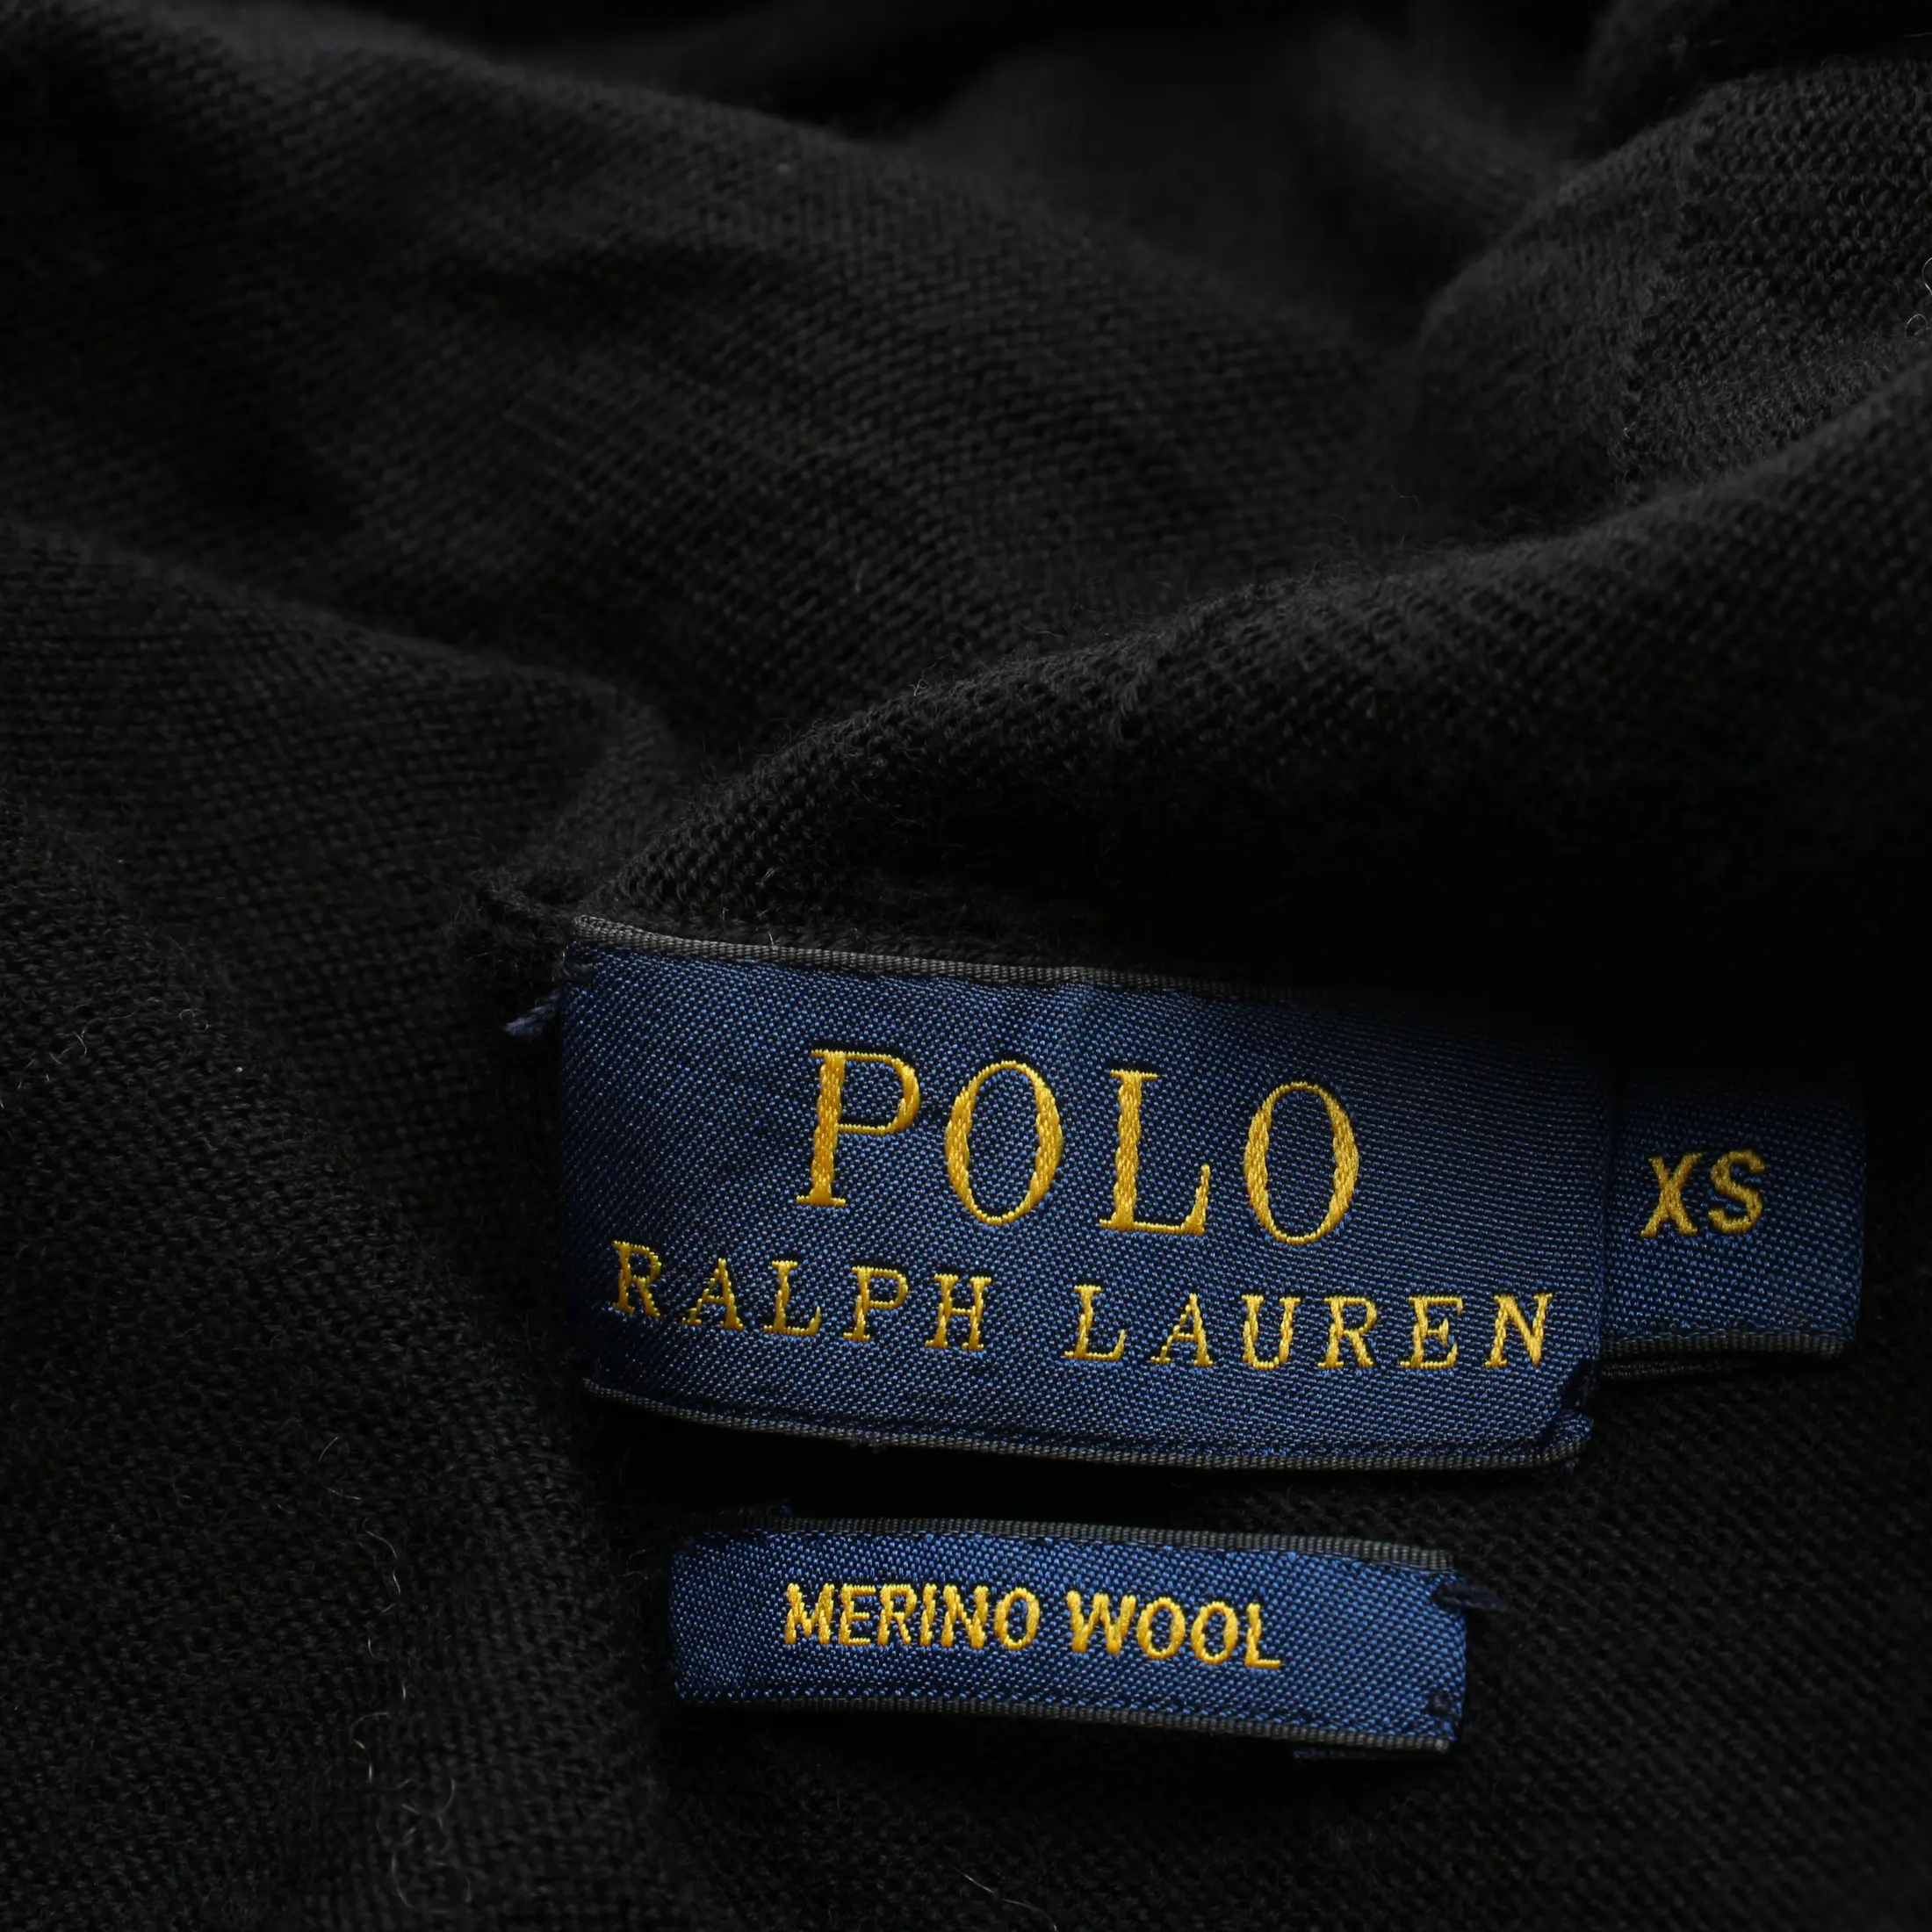 POLO
RALPH LAUREN
XS
MERINO WOOL